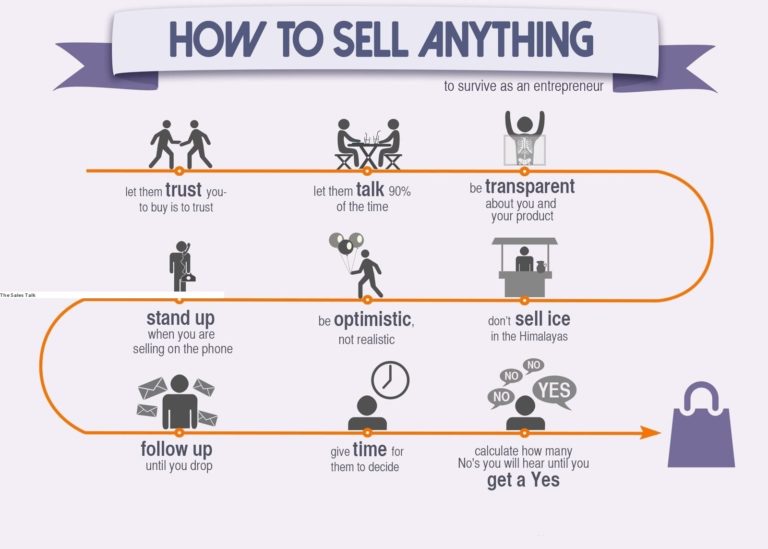 HOW TO SELL ANYTHING
to survive as an entrepreneur
let them trust you-
to buy is to trust
let them talk 90%
of the time
be transparent
about you and
your product
The Sales Talk
stand up
when you are
selling on the phone
be optimistic,
not realistic
don't sell ice
in the Himalayas
follow up
until you drop
give time for
them to decide
NO
NO
NO
YES
calculate how many
No's you will hear until you
get a Yes